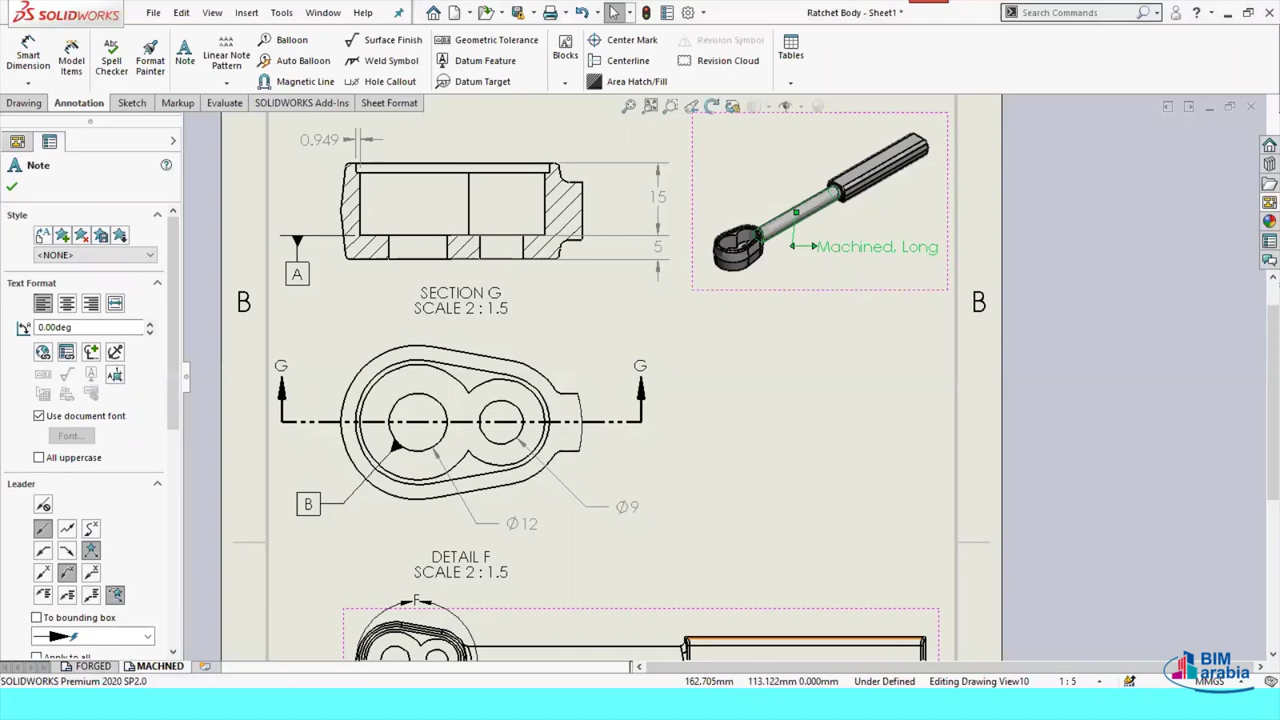 SOLIDWORKS File Edit View Insert Tools Window Ratchet Body - Sheet1 * Search Commands
Smart Dimension
Model Items
Spell Checker
Format Painter
Note
Linear Note Pattern
Balloon
Auto Balloon
Magnetic Line
Surface Finish
Weld Symbol
Hole Callout
Geometric Tolerance
Datum Feature
Datum Target
Blocks
Center Mark
Centerline
Area Hatch/Fill
Revision Symbol
Revision Cloud
Tables
Drawing Annotation Sketch Markup Evaluate SOLIDWORKS Add-Ins Sheet Format
Note
Style
<NONE>
Text Format
0.00deg
Use document font
Font...
All uppercase
Leader
To bounding box
Apply to all
0.949
15
5
A
SECTION G
SCALE 2 : 1.5
Machined, Long
B
B
G
G
B
Ø12
Ø9
DETAIL F
SCALE 2 : 1.5
F
FORGED MACHNED
SOLIDWORKS Premium 2020 SP2.0 162.705mm 113.122mm 0.000mm Under Defined Editing Drawing View10 1 : 5 MMGS
BIM
arabia